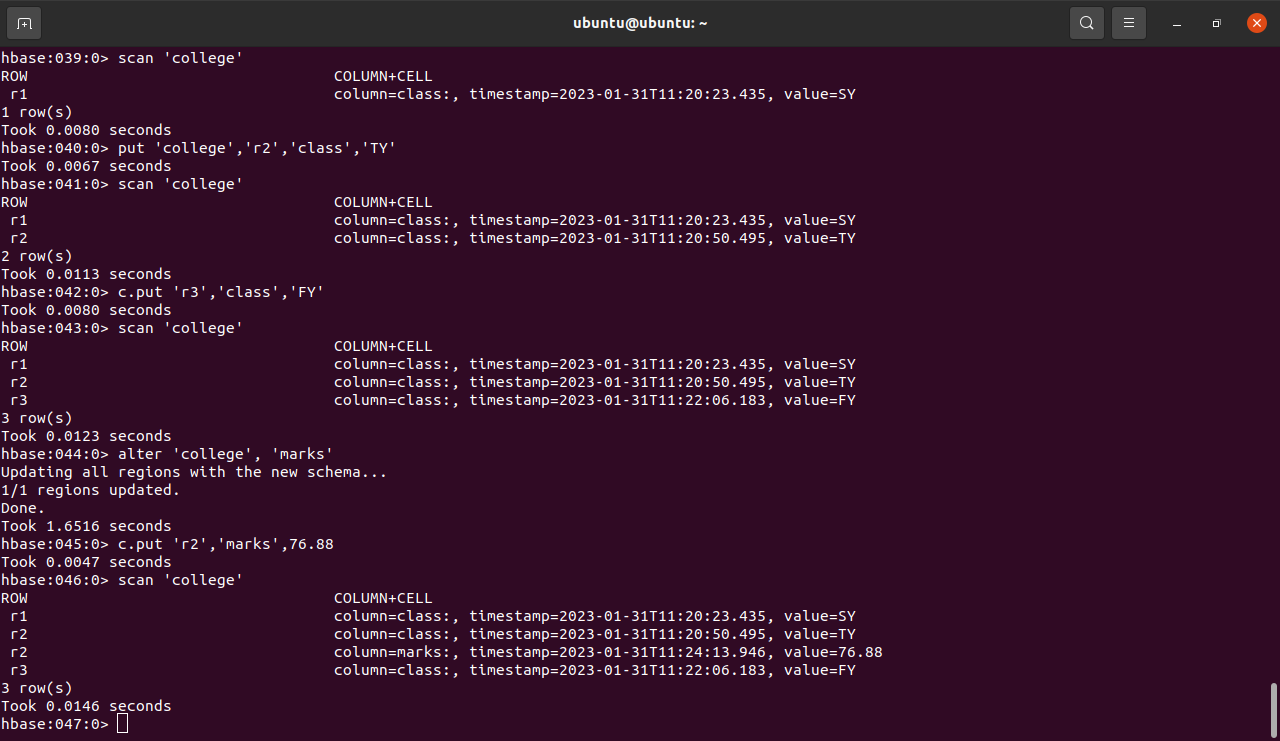 ubuntu@ubuntu: ~
hbase:039:0> scan 'college'
ROW COLUMN+CELL
r1 column=class:, timestamp=2023-01-31T11:20:23.435, value=SY
1 row(s)
Took 0.0080 seconds
hbase:040:0> put 'college','r2','class','TY'
Took 0.0067 seconds
hbase:041:0> scan 'college'
ROW COLUMN+CELL
r1 column=class:, timestamp=2023-01-31T11:20:23.435, value=SY
r2 column=class:, timestamp=2023-01-31T11:20:50.495, value=TY
2 row(s)
Took 0.0113 seconds
hbase:042:0> c.put 'r3','class','FY'
Took 0.0080 seconds
hbase:043:0> scan 'college'
ROW COLUMN+CELL
r1 column=class:, timestamp=2023-01-31T11:20:23.435, value=SY
r2 column=class:, timestamp=2023-01-31T11:20:50.495, value=TY
r3 column=class:, timestamp=2023-01-31T11:22:06.183, value=FY
3 row(s)
Took 0.0123 seconds
hbase:044:0> alter 'college', 'marks'
Updating all regions with the new schema...
1/1 regions updated.
Done.
Took 1.6516 seconds
hbase:045:0> c.put 'r2','marks',76.88
Took 0.0047 seconds
hbase:046:0> scan 'college'
ROW COLUMN+CELL
r1 column=class:, timestamp=2023-01-31T11:20:23.435, value=SY
r2 column=class:, timestamp=2023-01-31T11:20:50.495, value=TY
r2 column=marks:, timestamp=2023-01-31T11:24:13.946, value=76.88
r3 column=class:, timestamp=2023-01-31T11:22:06.183, value=FY
3 row(s)
Took 0.0146 seconds
hbase:047:0>